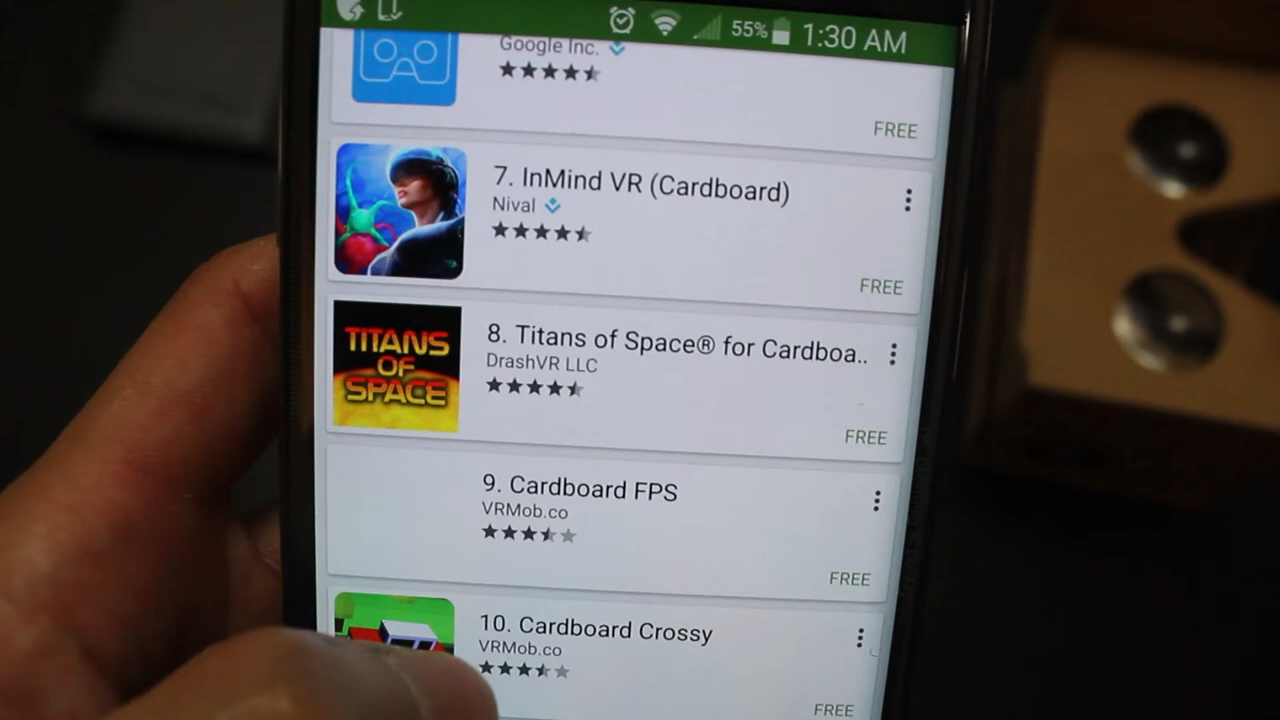 55% 1:30 AM
Google Inc.
FREE
7. InMind VR (Cardboard)
Nival
FREE
TITANS
OF
SPACE
8. Titans of Space® for Cardboa..
DrashVR LLC
FREE
9. Cardboard FPS
VRMob.co
FREE
10. Cardboard Crossy
VRMob.co
FREE